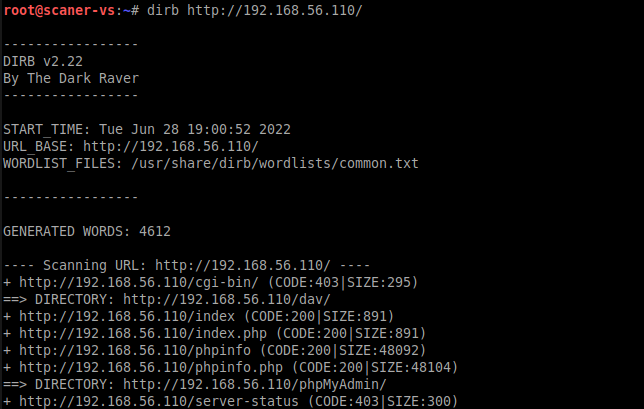 root@scaner-vs:~# dirb http://192.168.56.110/
-----------------
DIRB v2.22
By The Dark Raver
-----------------
START_TIME: Tue Jun 28 19:00:52 2022
URL_BASE: http://192.168.56.110/
WORDLIST_FILES: /usr/share/dirb/wordlists/common.txt
-----------------
GENERATED WORDS: 4612
---- Scanning URL: http://192.168.56.110/ ----
+ http://192.168.56.110/cgi-bin/ (CODE:403|SIZE:295)
==> DIRECTORY: http://192.168.56.110/dav/
+ http://192.168.56.110/index (CODE:200|SIZE:891)
+ http://192.168.56.110/index.php (CODE:200|SIZE:891)
+ http://192.168.56.110/phpinfo (CODE:200|SIZE:48092)
+ http://192.168.56.110/phpinfo.php (CODE:200|SIZE:48104)
==> DIRECTORY: http://192.168.56.110/phpMyAdmin/
+ http://192.168.56.110/server-status (CODE:403|SIZE:300)